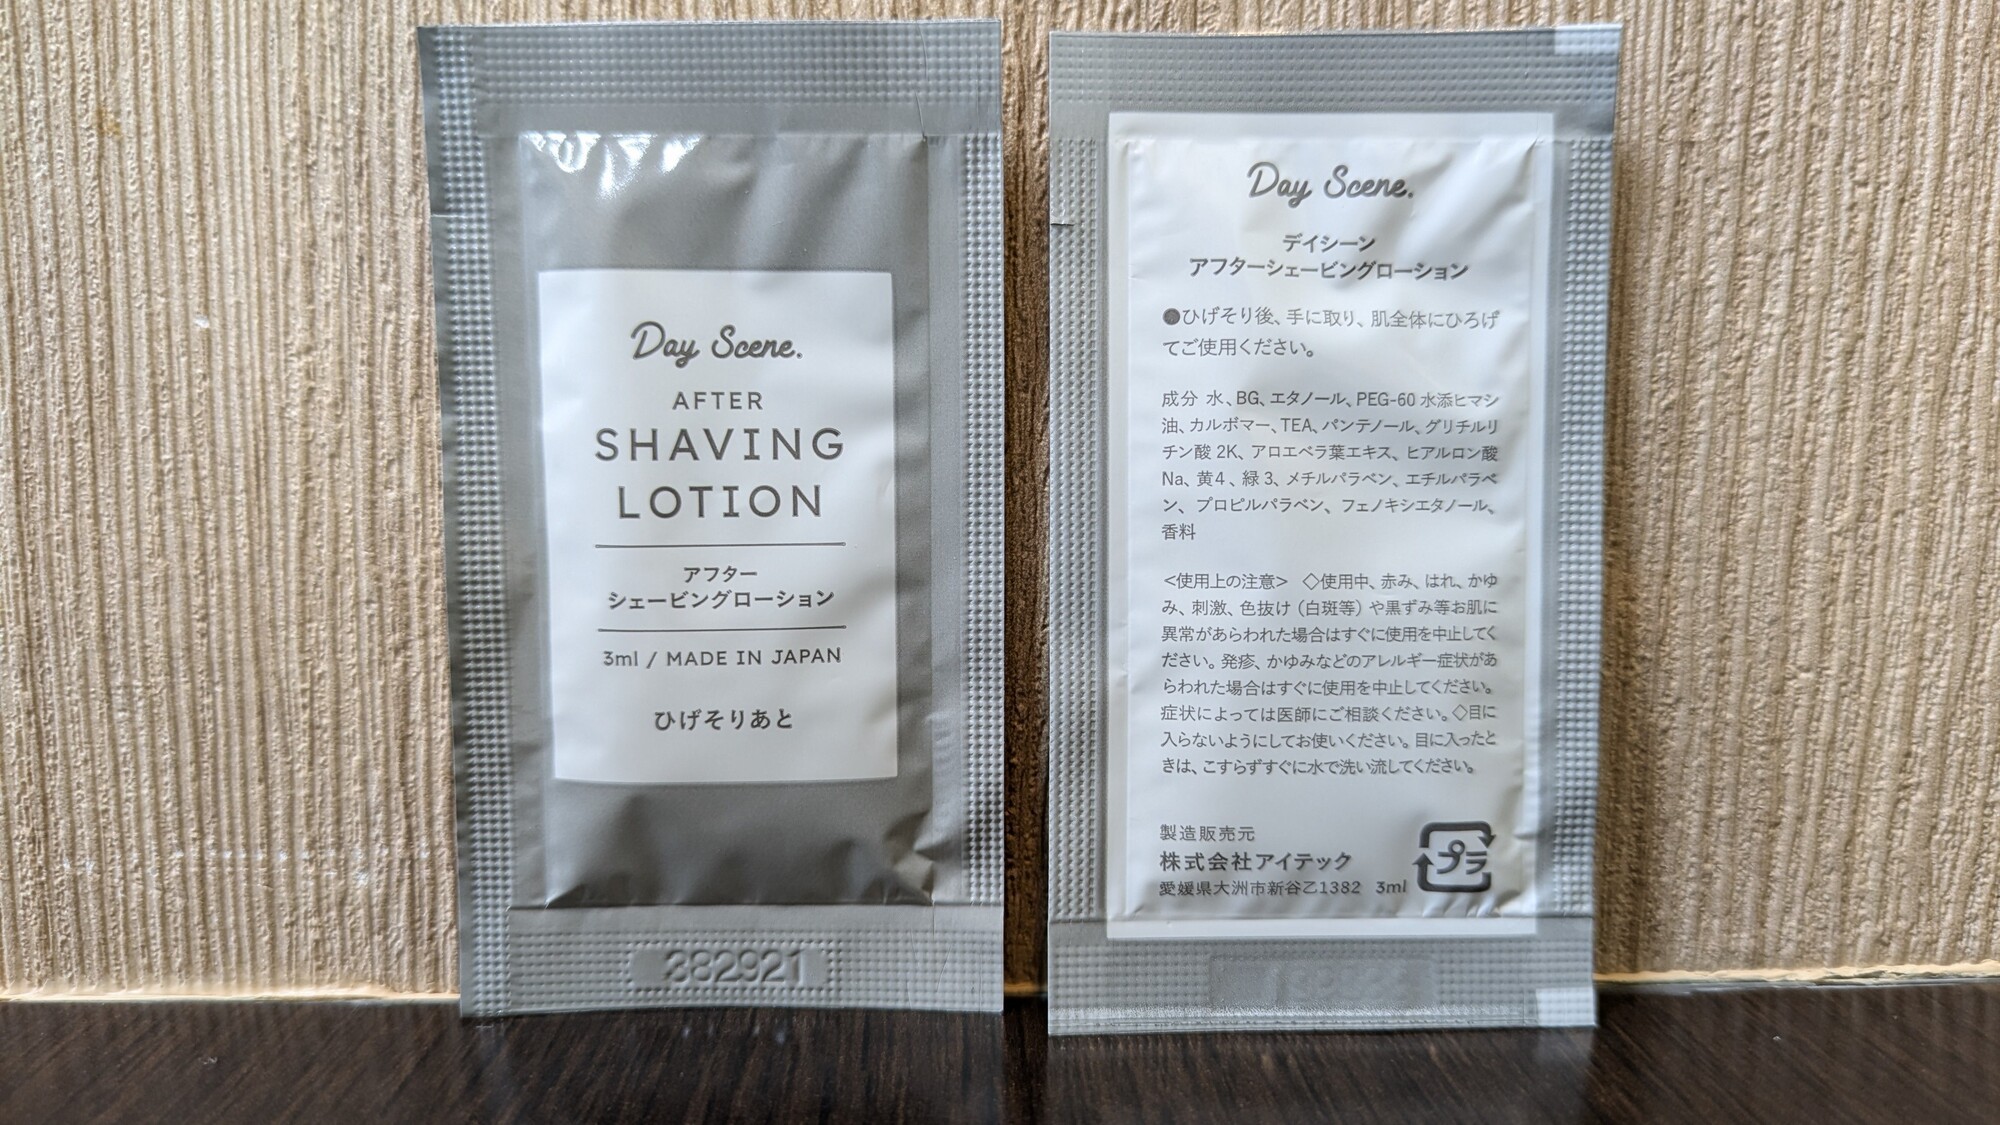 Day Scene.
AFTER
SHAVING
LOTION
アフター
シェービングローション
3ml / MADE IN JAPAN
ひげそりあと
382921
Day Scene.
デイシーン
アフターシェービングローション
●ひげそり後、手に取り、肌全体にひろげ
てご使用ください。
成分 水、BG、エタノール、PEG-60 水添ヒマシ
油、カルボマー、TEA、パンテノール、グリチルリ
チン酸 2K、アロエベラ葉エキス、ヒアルロン酸
Na、黄4、緑 3、メチルパラベン、エチルパラベ
ン、プロピルパラベン、フェノキシエタノール、
香料
<使用上の注意> ◇使用中、赤み、はれ、かゆ
み、刺激、色抜け（白斑等）や黒ずみ等お肌に
異常があらわれた場合はすぐに使用を中止してく
ださい。発疹、かゆみなどのアレルギー症状があ
らわれた場合はすぐに使用を中止してください。
症状によっては医師にご相談ください。◇目に
入らないようにしてお使いください。目に入ったと
きは、こすらずすぐに水で洗い流してください。
製造販売元
株式会社アイテック
愛媛県大洲市新谷乙1382 3ml
プラ